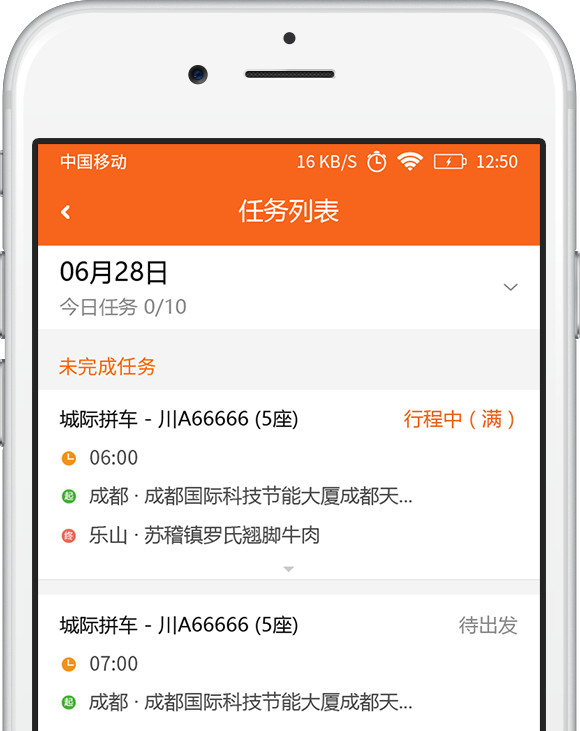 中国移动 16 KB/S 12:50
任务列表
06月28日
今日任务 0/10
未完成任务
城际拼车 - 川A66666 (5座) 行程中（满）
06:00
起 成都 · 成都国际科技节能大厦成都天...
终 乐山 · 苏稽镇罗氏翘脚牛肉
城际拼车 - 川A66666 (5座) 待出发
07:00
起 成都 · 成都国际科技节能大厦成都天...